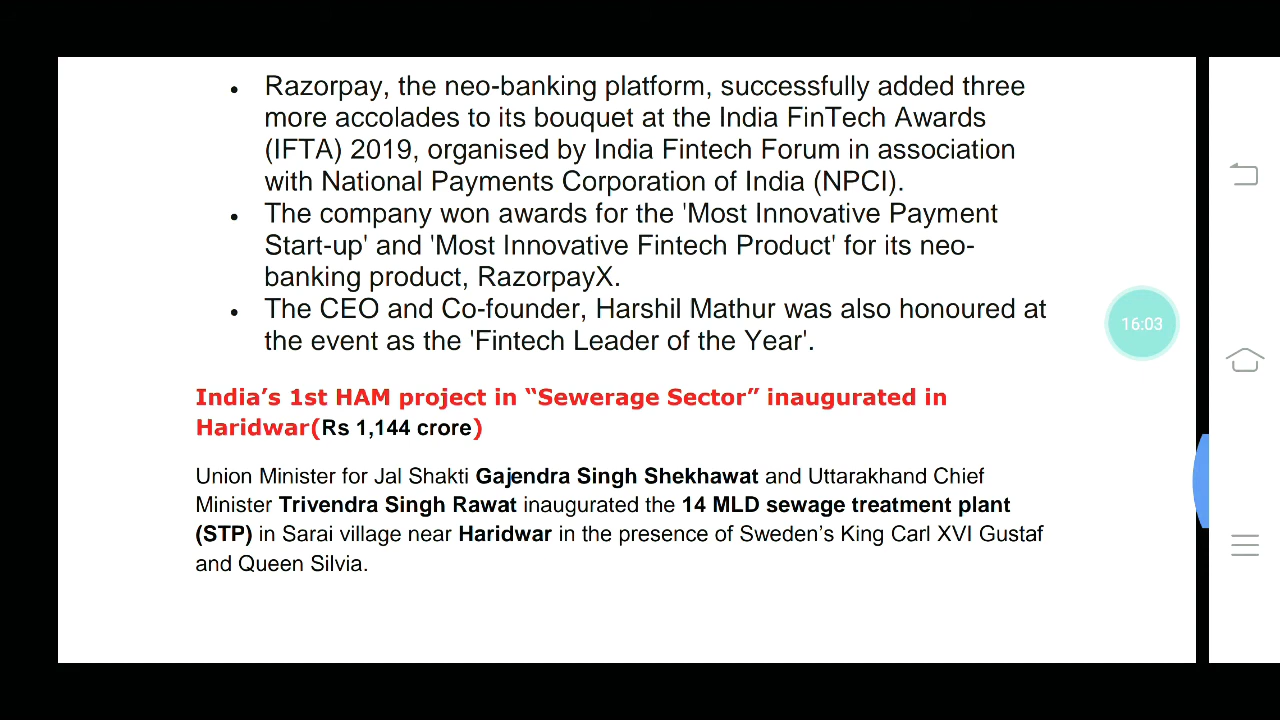 Razorpay, the neo-banking platform, successfully added three
more accolades to its bouquet at the India FinTech Awards
(IFTA) 2019, organised by India Fintech Forum in association
with National Payments Corporation of India (NPCI).
The company won awards for the 'Most Innovative Payment
Start-up' and 'Most Innovative Fintech Product' for its neo-
banking product, RazorpayX.
The CEO and Co-founder, Harshil Mathur was also honoured at
the event as the 'Fintech Leader of the Year'.
16:03
India’s 1st HAM project in “Sewerage Sector” inaugurated in
Haridwar(Rs 1,144 crore)
Union Minister for Jal Shakti Gajendra Singh Shekhawat and Uttarakhand Chief
Minister Trivendra Singh Rawat inaugurated the 14 MLD sewage treatment plant
(STP) in Sarai village near Haridwar in the presence of Sweden’s King Carl XVI Gustaf
and Queen Silvia.